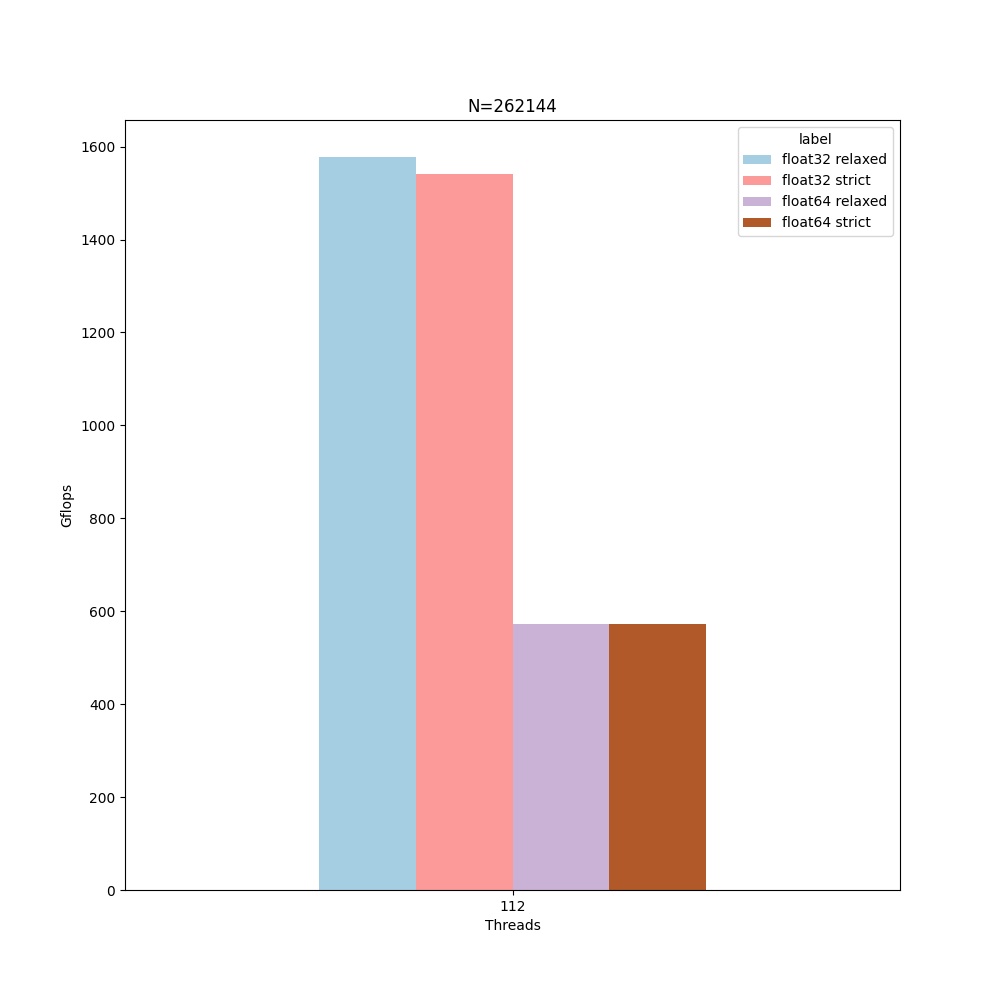 N=262144
label
float32 relaxed
float32 strict
float64 relaxed
float64 strict
1600
1400
1200
1000
800
600
400
200
0
Gflops
112
Threads